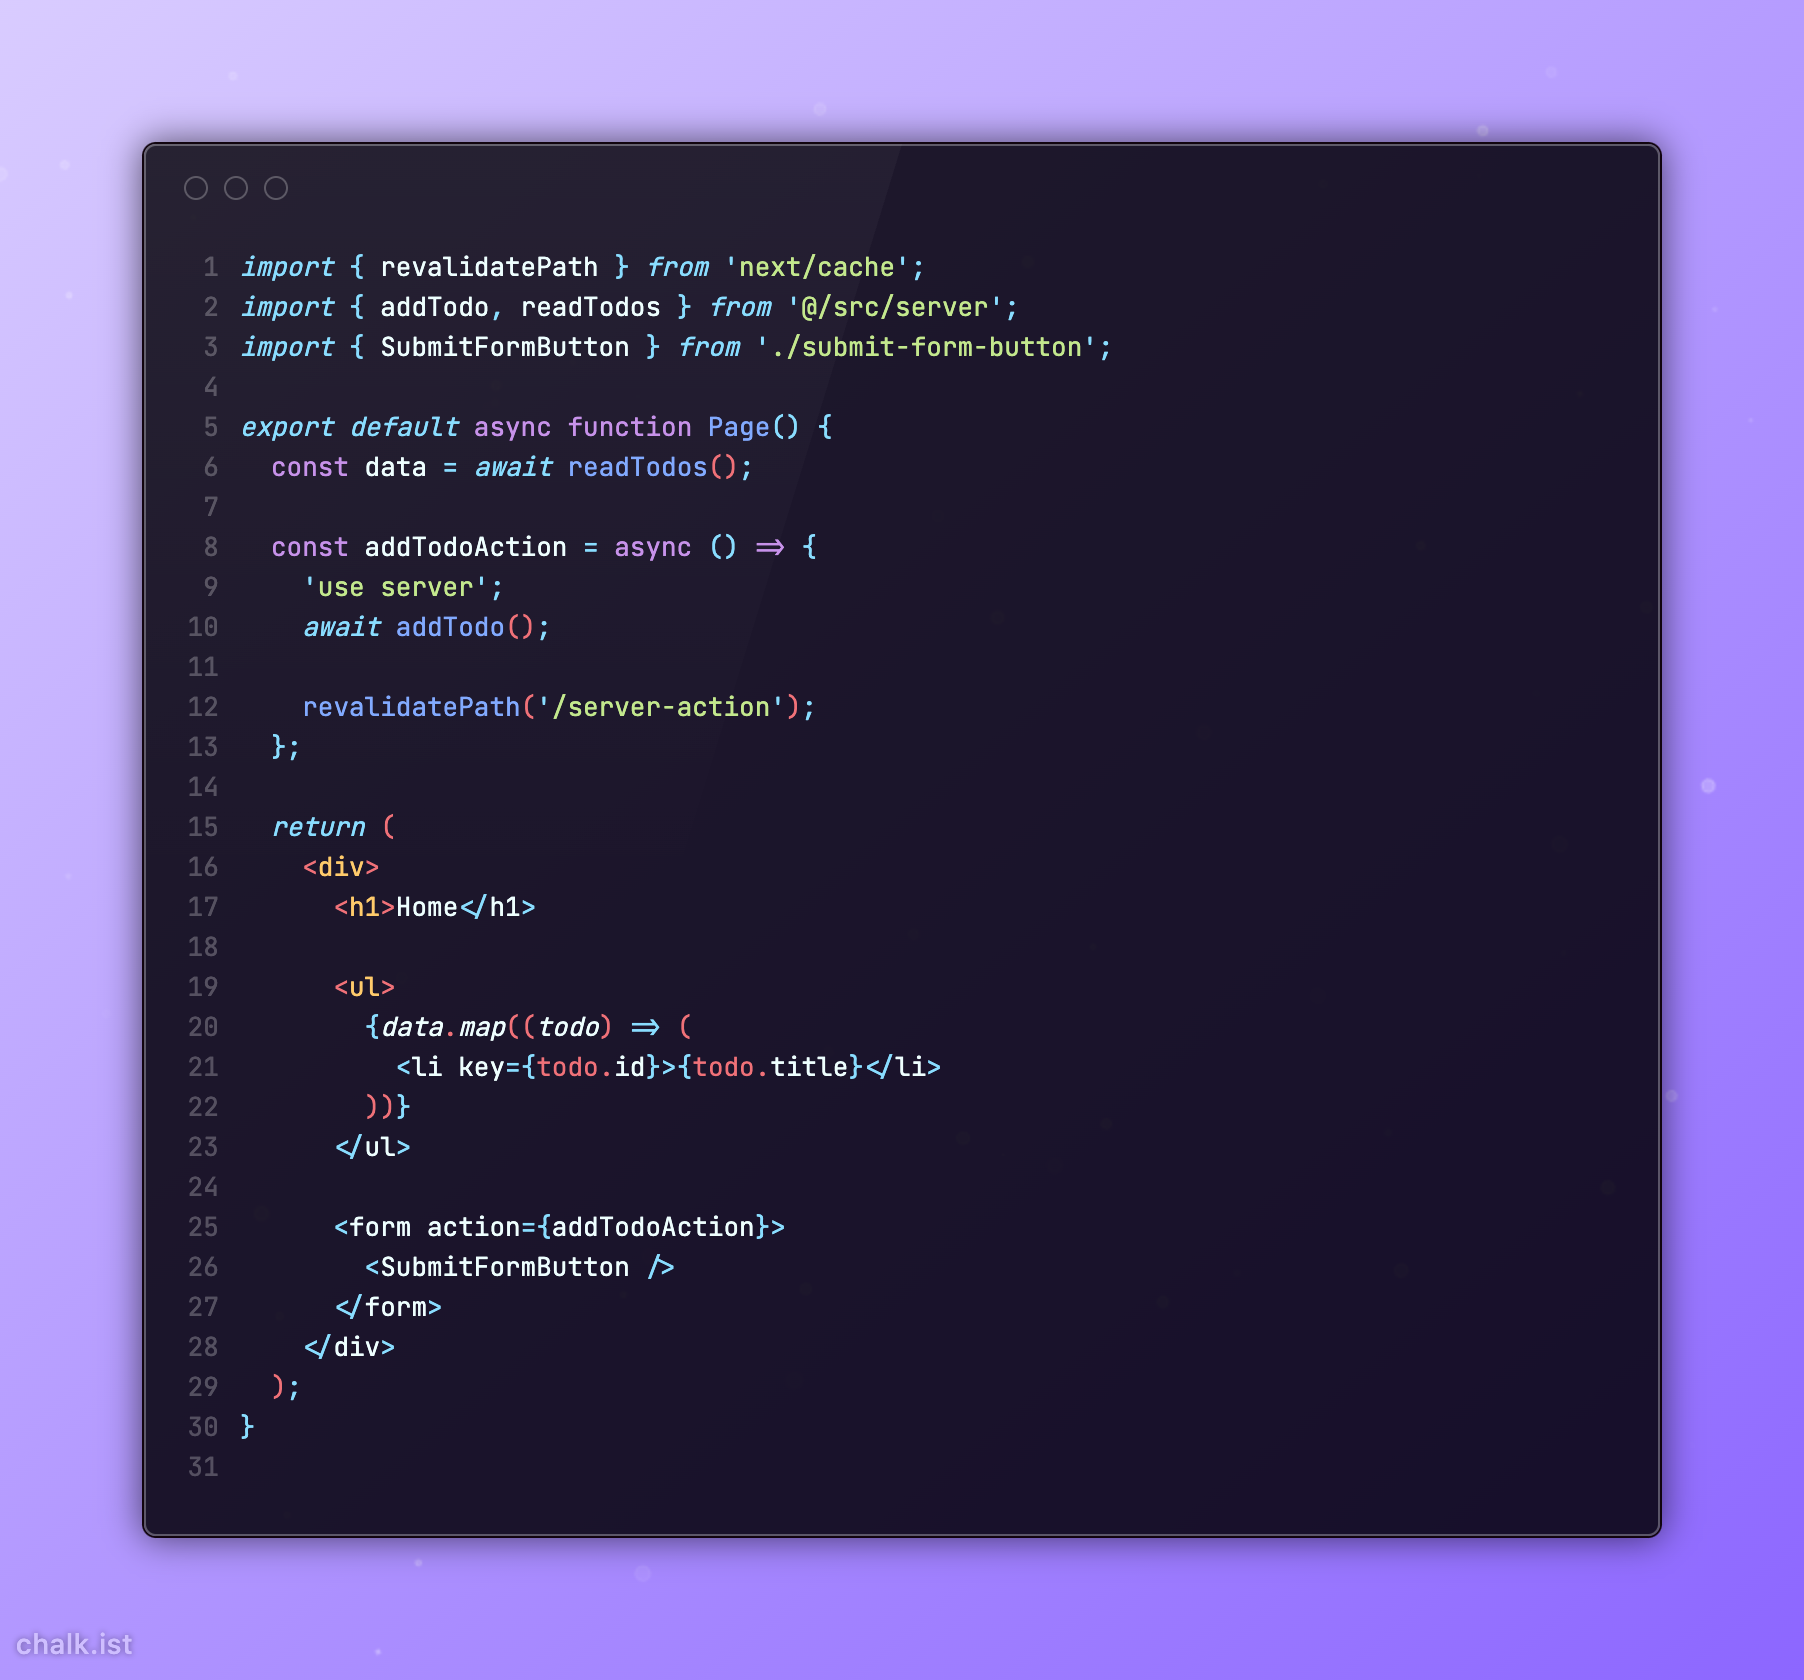 1 import { revalidatePath } from 'next/cache';
2 import { addTodo, readTodos } from '@/src/server';
3 import { SubmitFormButton } from './submit-form-button';
4
5 export default async function Page() {
6   const data = await readTodos();
7
8   const addTodoAction = async () => {
9     'use server';
10     await addTodo();
11
12     revalidatePath('/server-action');
13   };
14
15   return (
16     <div>
17       <h1>Home</h1>
18
19       <ul>
20         {data.map((todo) => (
21           <li key={todo.id}>{todo.title}</li>
22         ))}
23       </ul>
24
25       <form action={addTodoAction}>
26         <SubmitFormButton />
27       </form>
28     </div>
29   );
30 }
31
chalk.ist